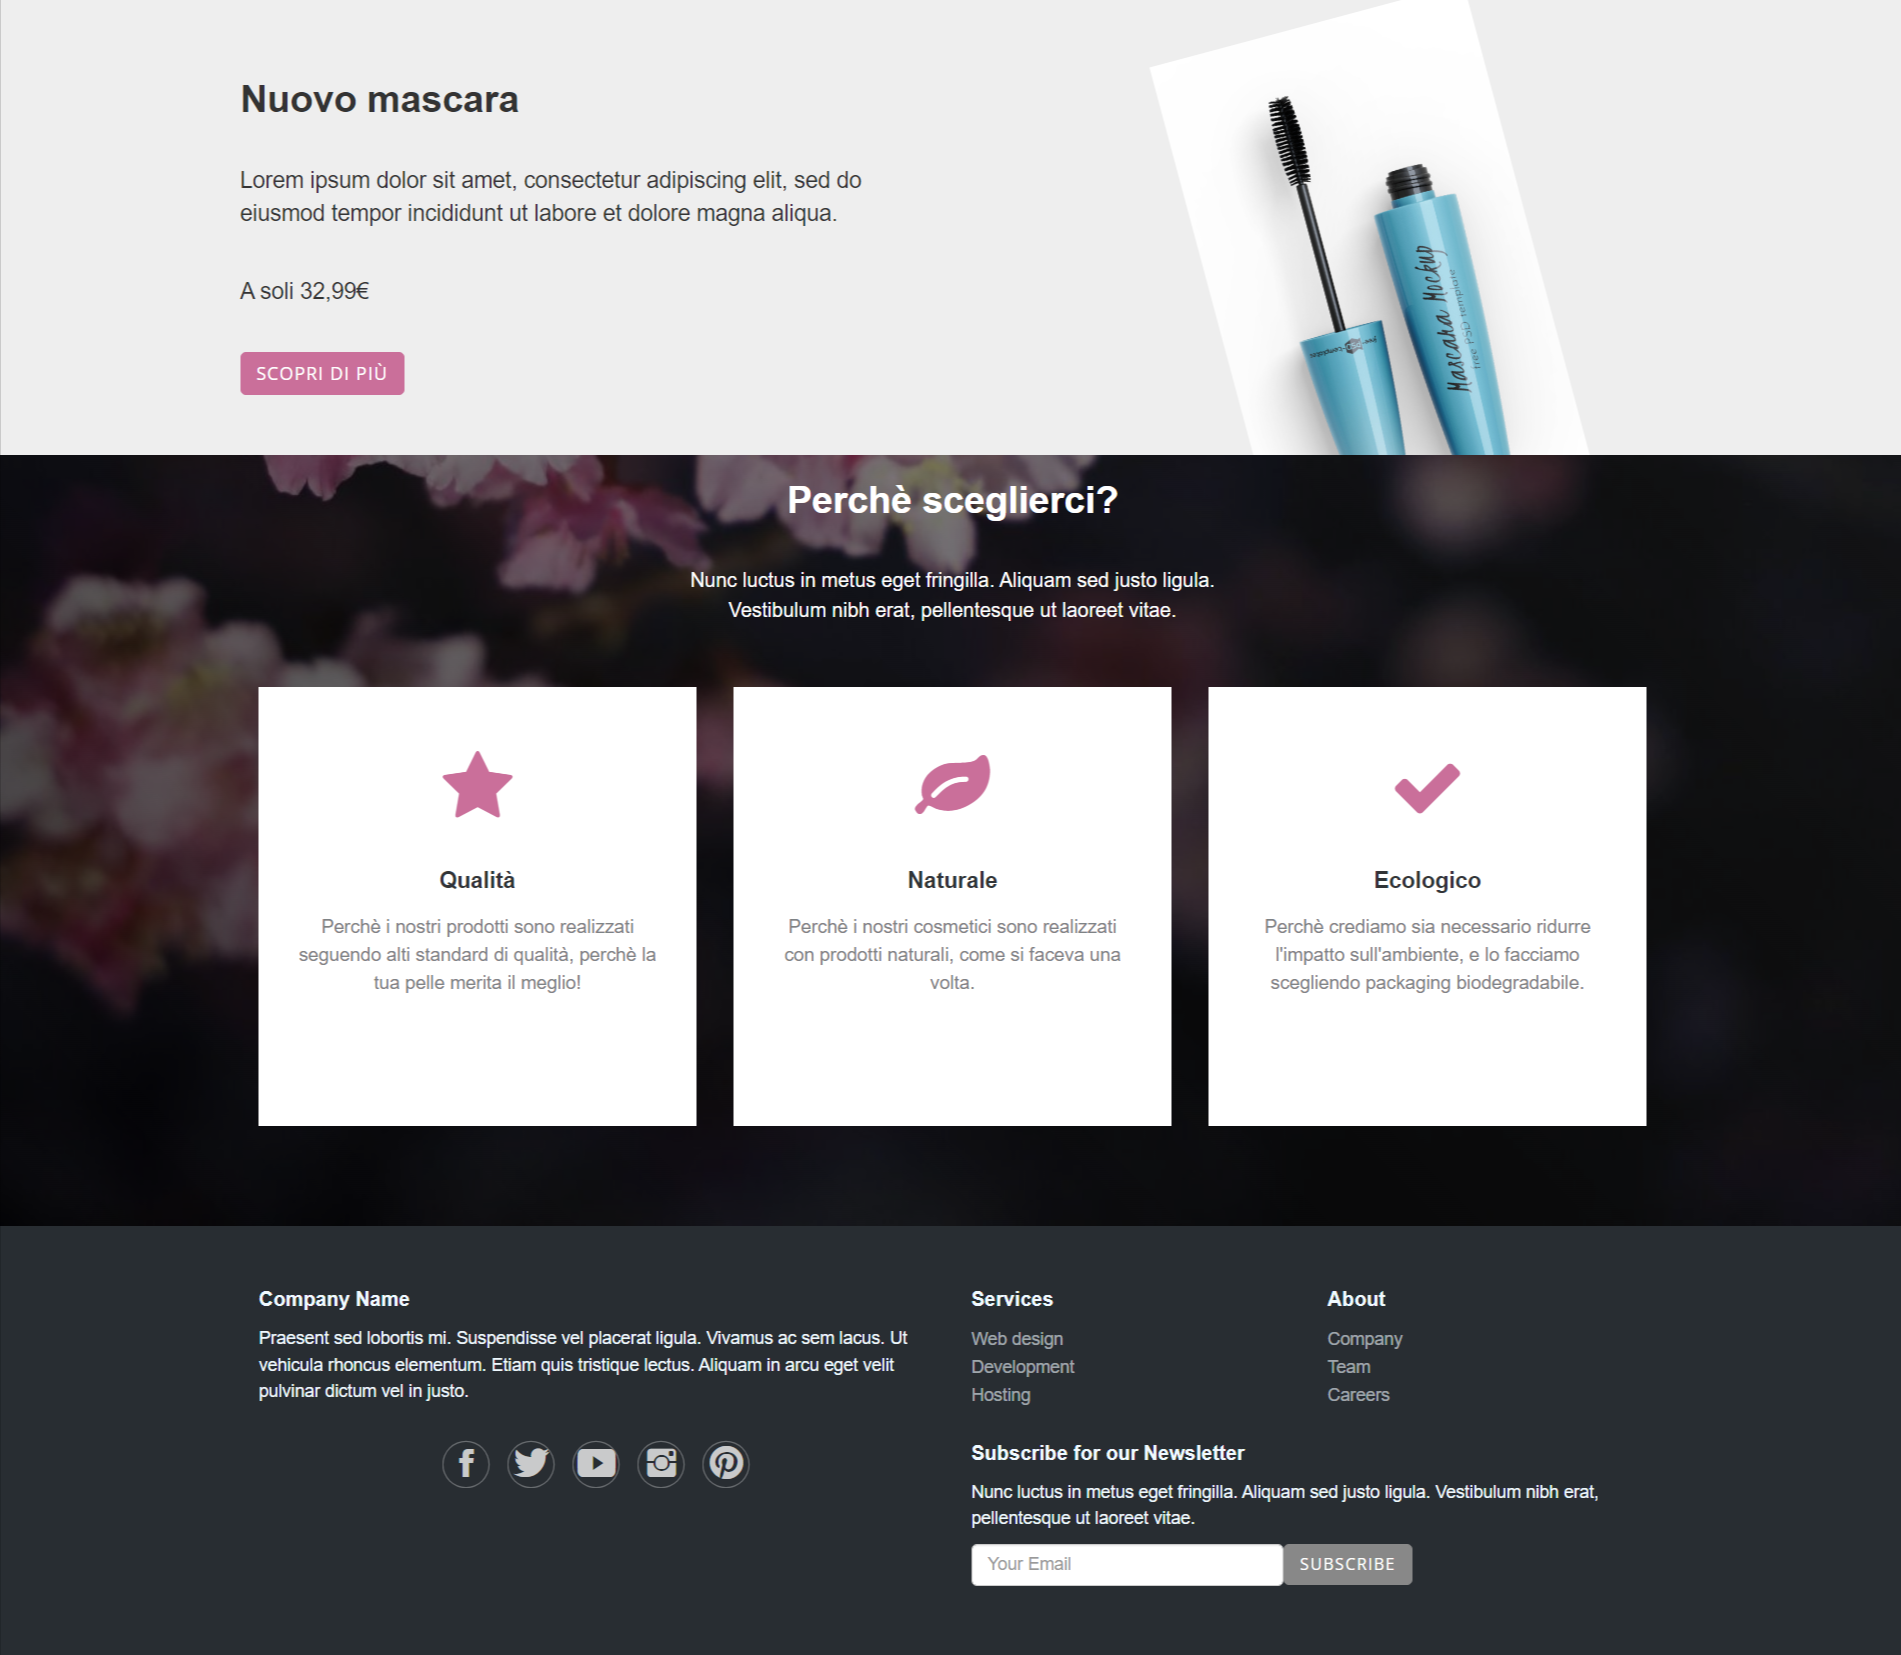 Nuovo mascara
Lorem ipsum dolor sit amet, consectetur adipiscing elit, sed do
eiusmod tempor incididunt ut labore et dolore magna aliqua.
A soli 32,99€
SCOPRI DI PIÙ
Mascara Mockup
free PSD template
Perchè sceglierci?
Nunc luctus in metus eget fringilla. Aliquam sed justo ligula.
Vestibulum nibh erat, pellentesque ut laoreet vitae.
Qualità
Perchè i nostri prodotti sono realizzati
seguendo alti standard di qualità, perchè la
tua pelle merita il meglio!
Naturale
Perchè i nostri cosmetici sono realizzati
con prodotti naturali, come si faceva una
volta.
Ecologico
Perchè crediamo sia necessario ridurre
l'impatto sull'ambiente, e lo facciamo
scegliendo packaging biodegradabile.
Company Name
Praesent sed lobortis mi. Suspendisse vel placerat ligula. Vivamus ac sem lacus. Ut
vehicula rhoncus elementum. Etiam quis tristique lectus. Aliquam in arcu eget velit
pulvinar dictum vel in justo.
Services
Web design
Development
Hosting
About
Company
Team
Careers
Subscribe for our Newsletter
Nunc luctus in metus eget fringilla. Aliquam sed justo ligula. Vestibulum nibh erat,
pellentesque ut laoreet vitae.
Your Email
SUBSCRIBE